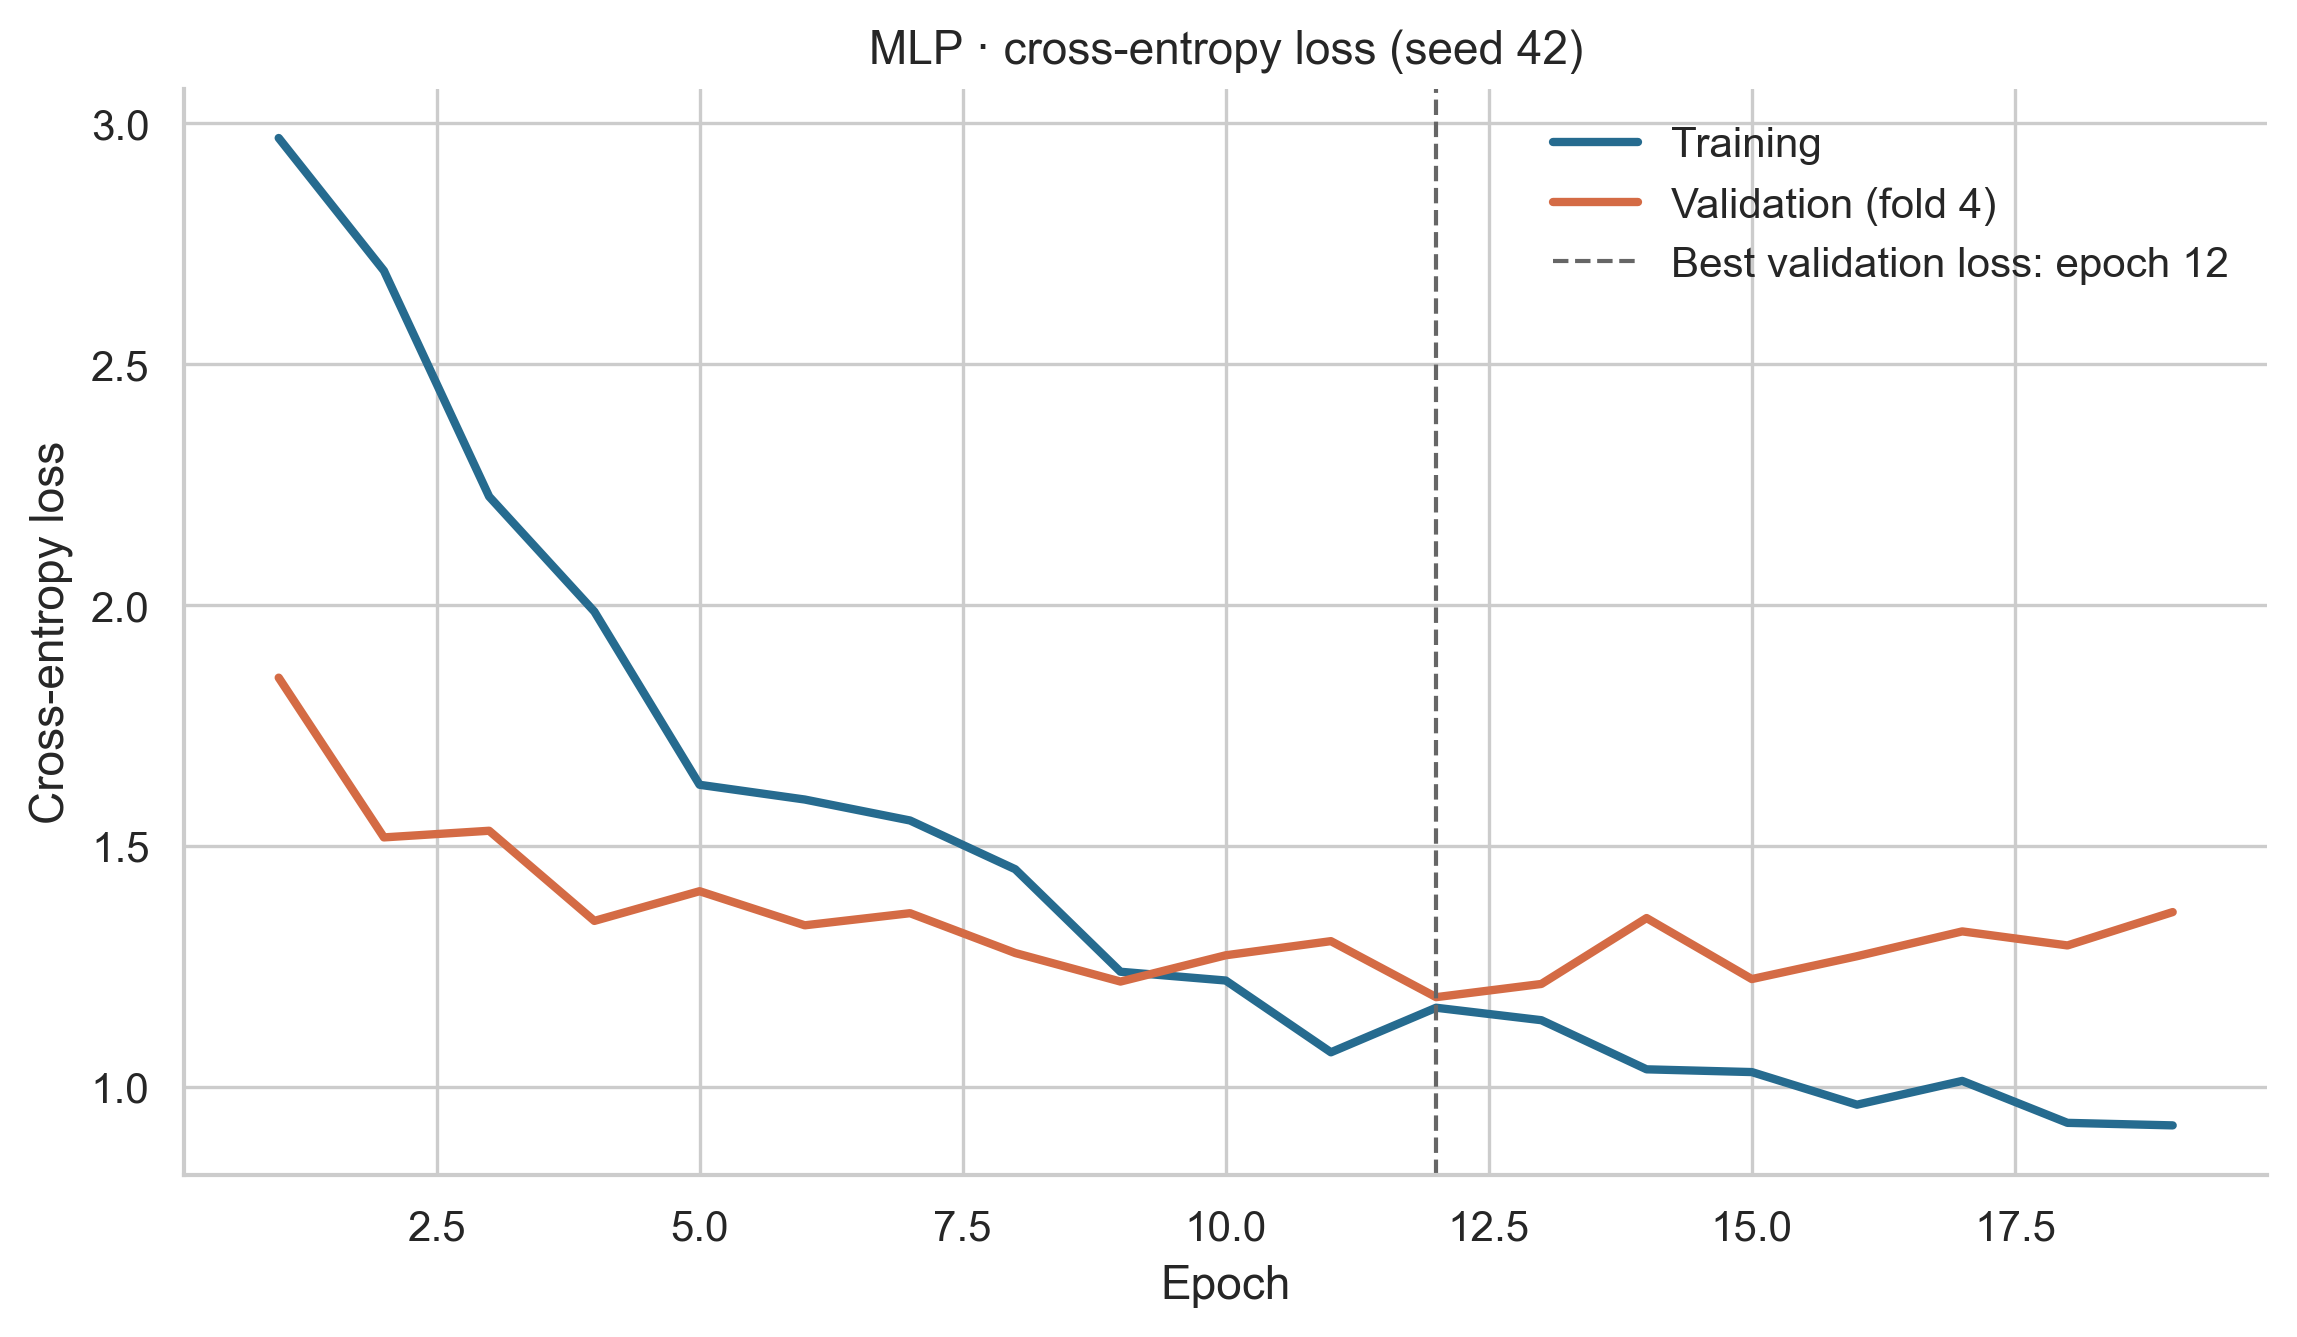 MLP · cross-entropy loss (seed 42)
3.0
2.5
2.0
1.5
1.0
Cross-entropy loss
Training
Validation (fold 4)
Best validation loss: epoch 12
2.5 5.0 7.5 10.0 12.5 15.0 17.5
Epoch